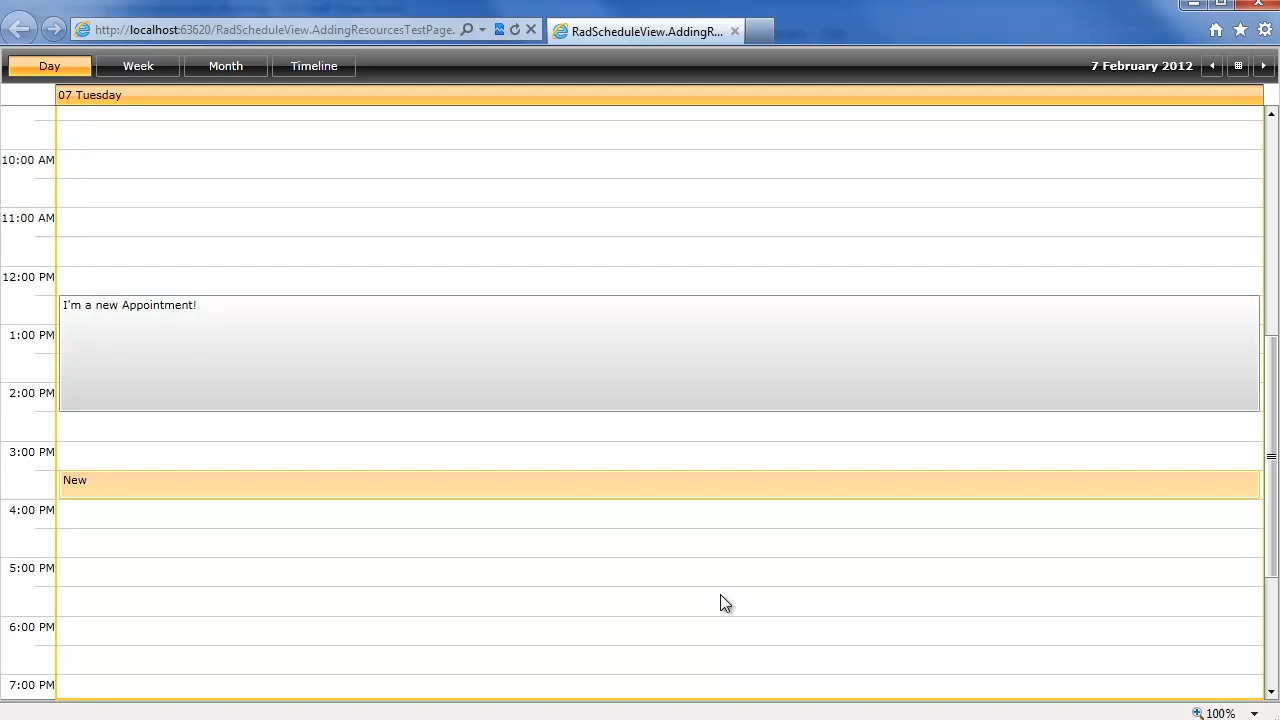 http://localhost:63620/RadScheduleView.AddingResourcesTestPage.
RadScheduleView.AddingR...
Day
Week
Month
Timeline
7 February 2012
07 Tuesday
10:00 AM
11:00 AM
12:00 PM
I'm a new Appointment!
1:00 PM
2:00 PM
3:00 PM
New
4:00 PM
5:00 PM
6:00 PM
7:00 PM
100%